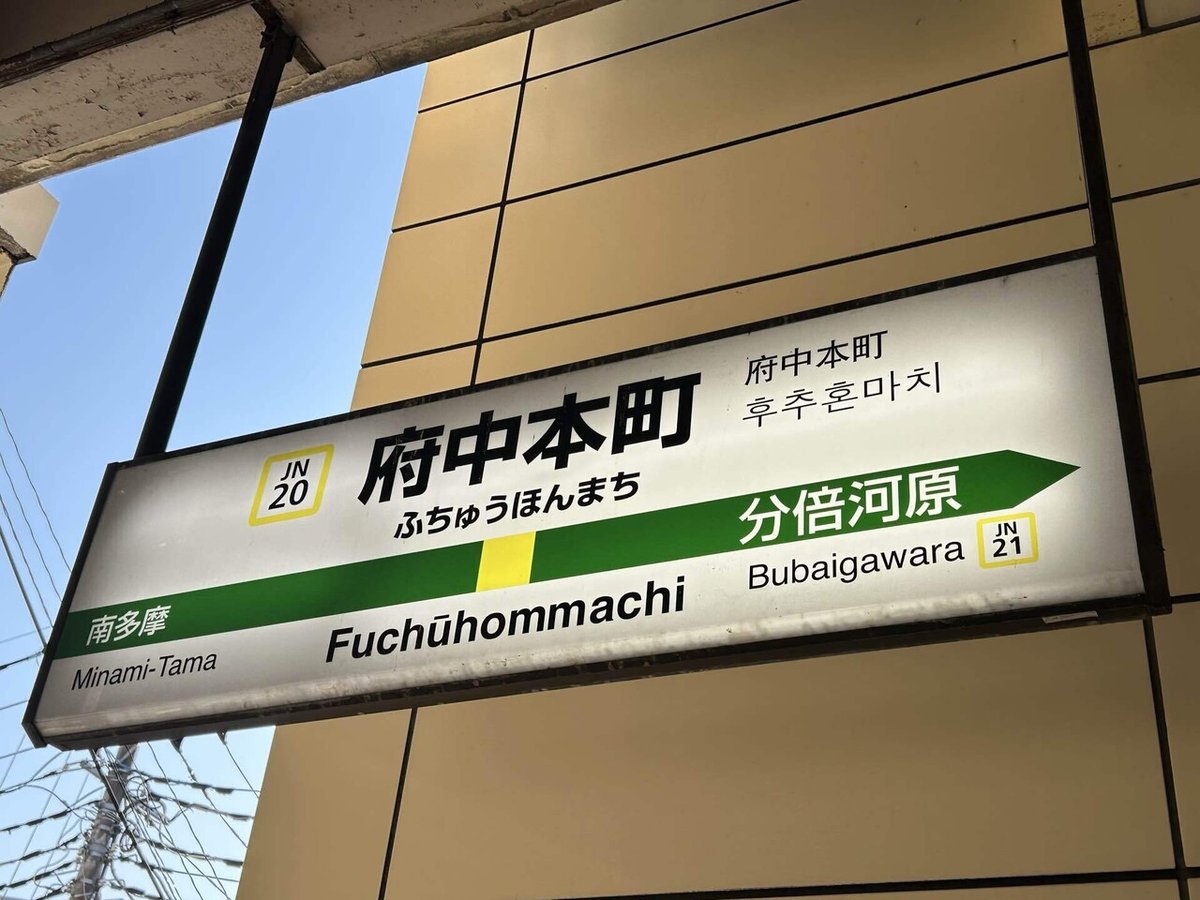 JN
20
府中本町
ふちゅうほんまち
府中本町
후추혼마치
南多摩
Minami-Tama
Fuchūhommachi
分倍河原
Bubaigawara
JN
21